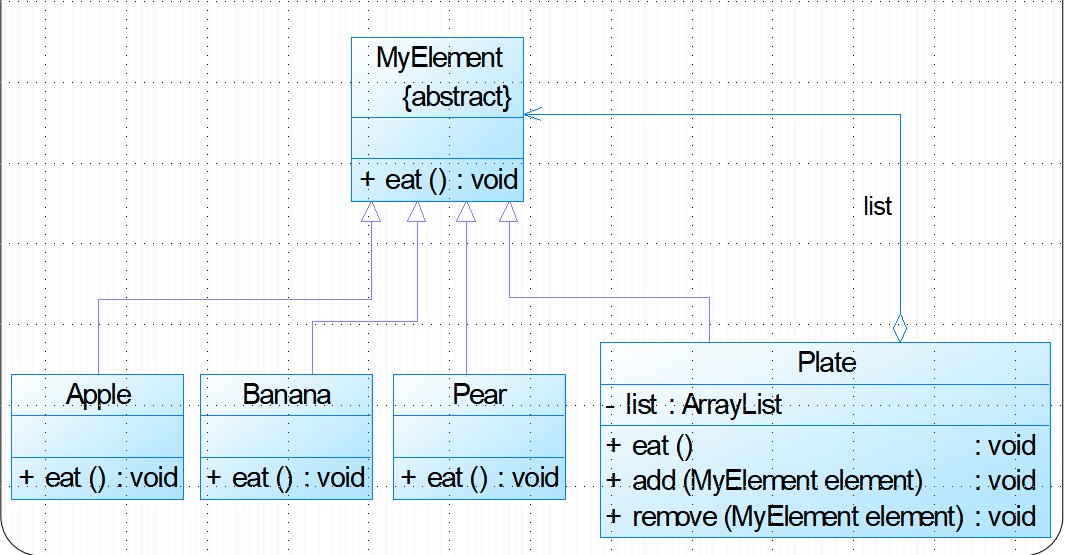 MyElement
{abstract}
+ eat () : void
list
Apple
+ eat () : void
Banana
+ eat () : void
Pear
+ eat () : void
Plate
- list : ArrayList
+ eat () : void
+ add (MyElement element) : void
+ remove (MyElement element) : void